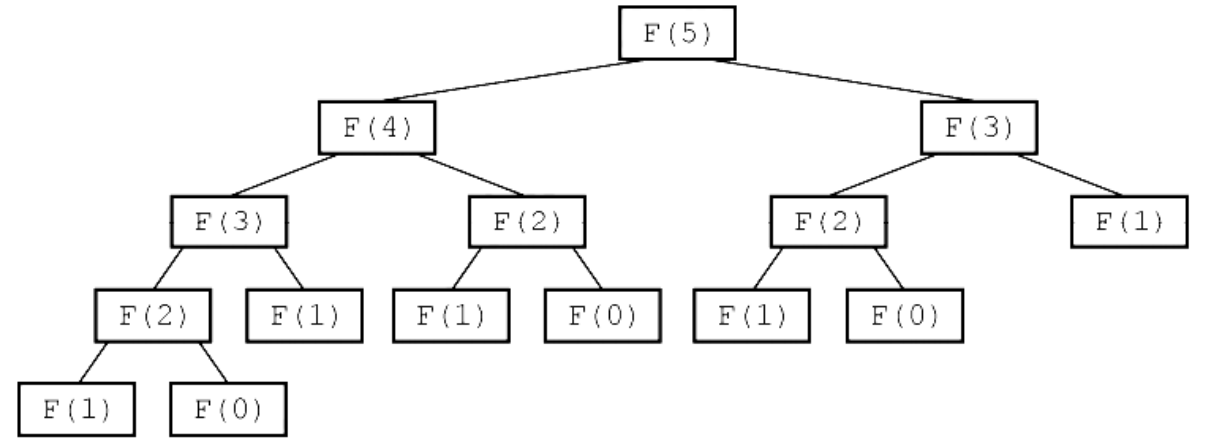 F(5)
F(4) F(3)
F(3) F(2) F(2) F(1)
F(2) F(1) F(1) F(0) F(1) F(0)
F(1) F(0)